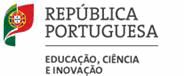 REPÚBLICA
PORTUGUESA
EDUCAÇÃO, CIÊNCIA
E INOVAÇÃO